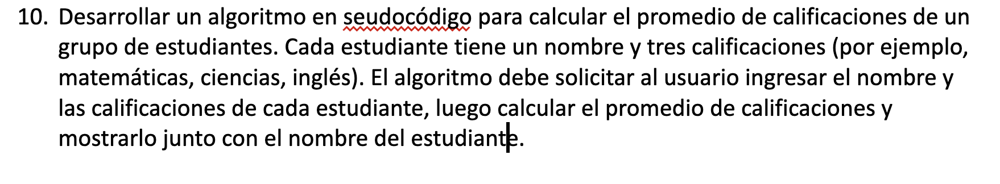 10. Desarrollar un algoritmo en seudocódigo para calcular el promedio de calificaciones de un
grupo de estudiantes. Cada estudiante tiene un nombre y tres calificaciones (por ejemplo,
matemáticas, ciencias, inglés). El algoritmo debe solicitar al usuario ingresar el nombre y
las calificaciones de cada estudiante, luego calcular el promedio de calificaciones y
mostrarlo junto con el nombre del estudiante.